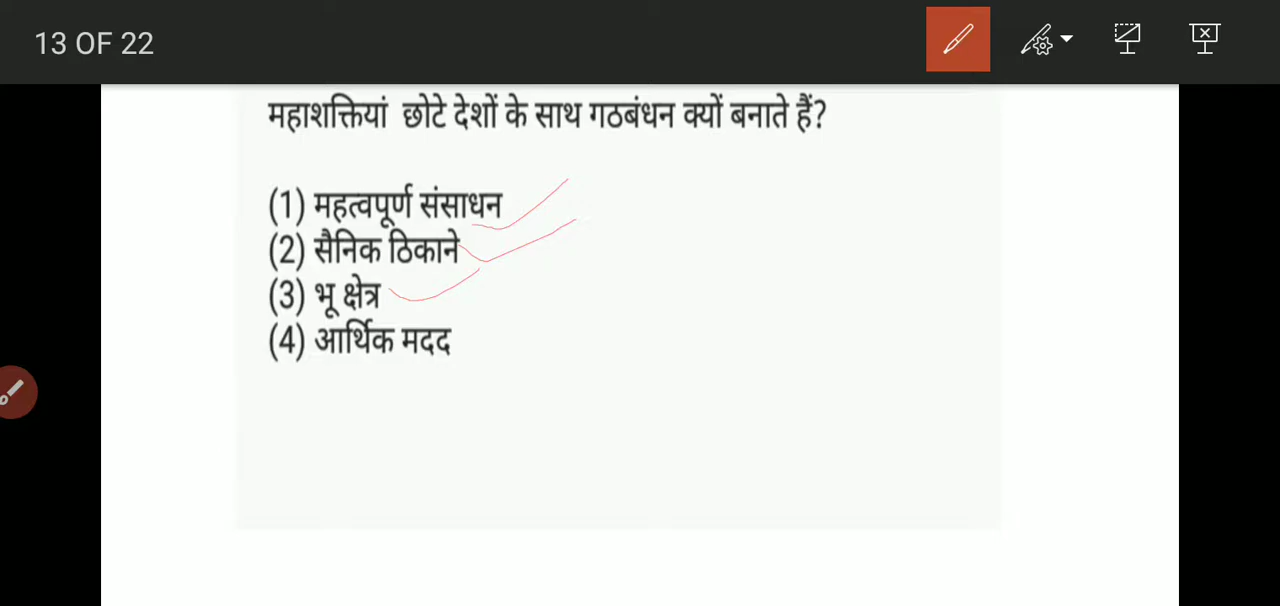 13 OF 22
महाशक्तियां छोटे देशों के साथ गठबंधन क्यों बनाते हैं?
(1) महत्वपूर्ण संसाधन
(2) सैनिक ठिकाने
(3) भू क्षेत्र
(4) आर्थिक मदद